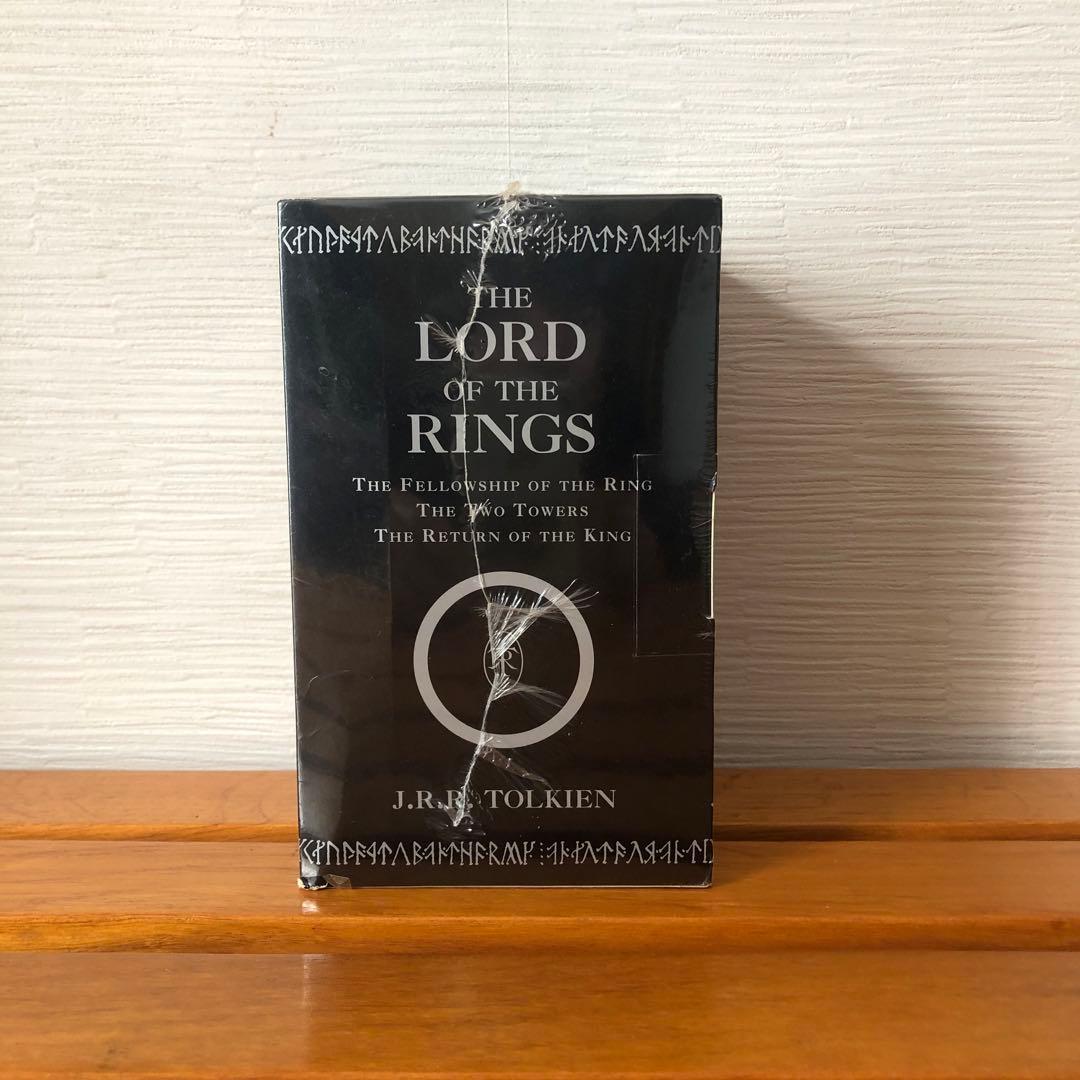 THE
LORD
OF THE
RINGS
THE FELLOWSHIP OF THE RING
THE TWO TOWERS
THE RETURN OF THE KING
J.R.R. TOLKIEN